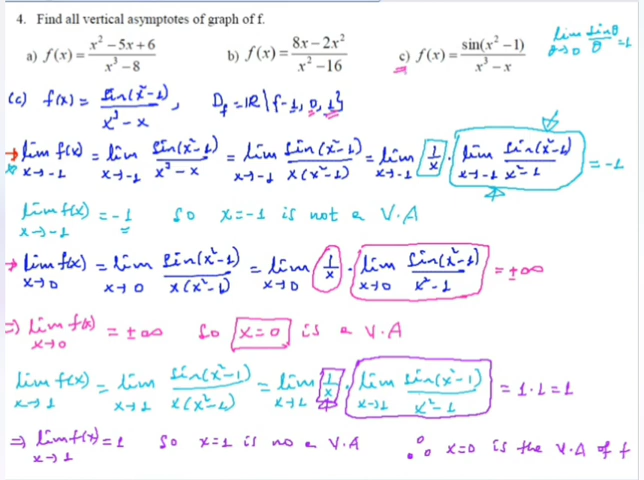 4. Find all vertical asymptotes of graph of f.
a) f(x) = (x² − 5x + 6)/(x³ − 8)   b) f(x) = (8x − 2x²)/(x² − 16)   c) f(x) = sin(x² − 1)/(x³ − x)   lim θ→0 sinθ/θ = 1
(c) f(x) = sin(x²-1)/(x³ - x), D_f = IR \ {-1, 0, 1}
→ lim x→-1 f(x) = lim x→-1 sin(x²-1)/(x³ - x) = lim x→-1 sin(x²-1)/(x(x²-1)) = lim x→-1 1/x · lim x→-1 sin(x²-1)/(x²-1) = -1
lim x→-1 f(x) = -1 So x=-1 is not a V.A
→ lim x→0 f(x) = lim x→0 sin(x²-1)/(x(x²-1)) = lim x→0 (1/x) · lim x→0 sin(x²-1)/(x²-1) = ±∞
⇒ lim x→0 f(x) = ±∞ So x=0 is a V.A
lim x→1 f(x) = lim x→1 sin(x²-1)/(x(x²-1)) = lim x→1 1/x · lim x→1 sin(x²-1)/(x²-1) = 1·1 = 1
⇒ lim x→1 f(x) = 1 So x=1 is no a V.A ∴ x=0 is the V.A of f